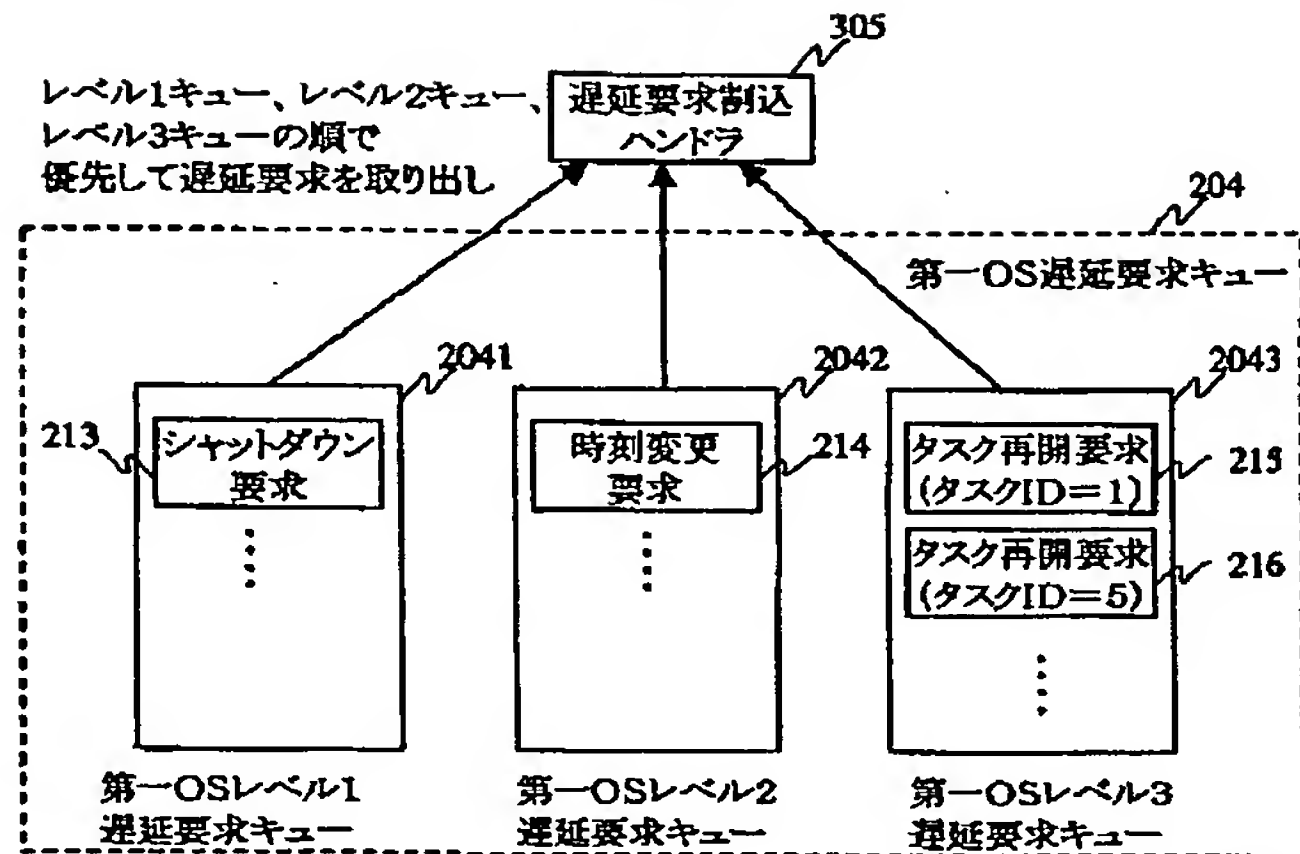 305
レベル1キュー、レベル2キュー、
レベル3キューの順で
優先して遅延要求を取り出し
遅延要求割込
ハンドラ
204
第一OS遅延要求キュー
2041
2042
2043
213
シャットダウン
要求
時刻変更
要求
214
タスク再開要求
(タスクID=1)
215
タスク再開要求
(タスクID=5)
216
第一OSレベル1
遅延要求キュー
第一OSレベル2
遅延要求キュー
第一OSレベル3
遅延要求キュー